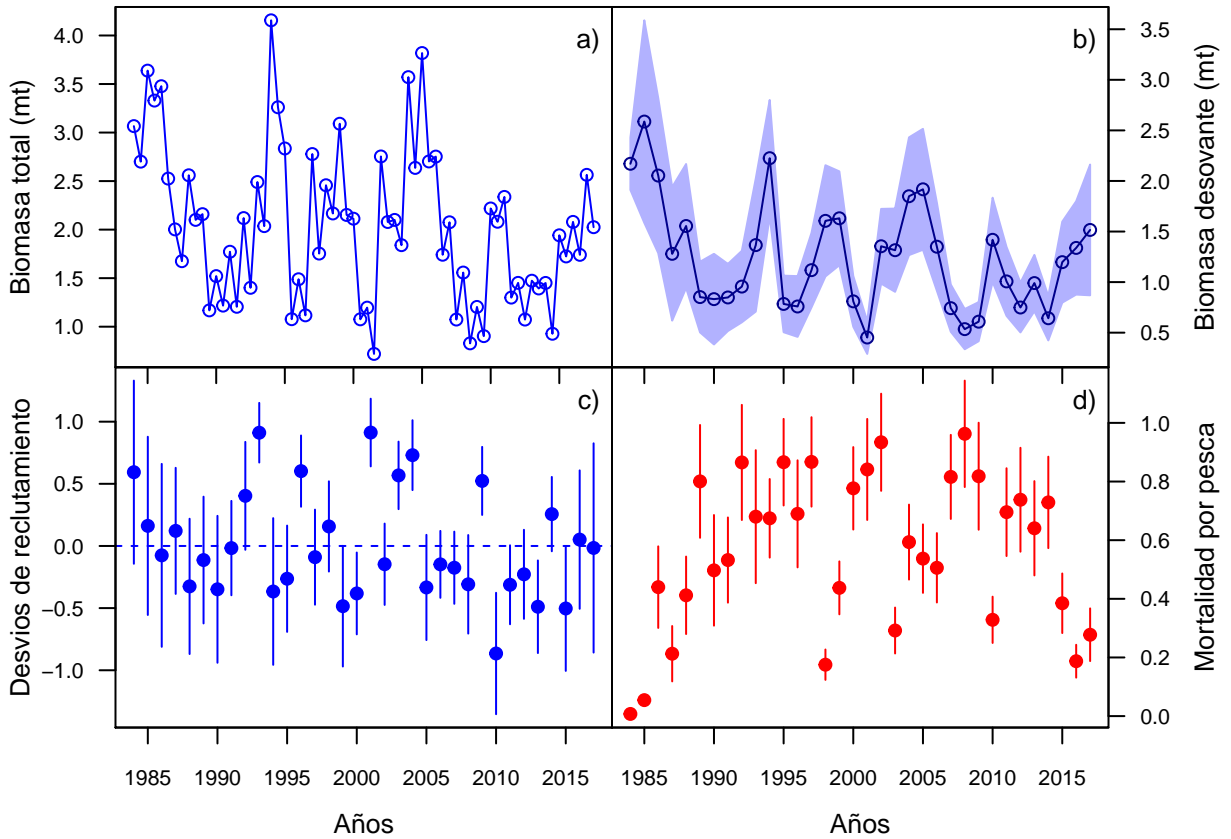 a)
4.0
3.5
3.0
2.5
2.0
1.5
1.0
Biomasa total (mt)
b)
3.5
3.0
2.5
2.0
1.5
1.0
0.5
Biomasa desovante (mt)
c)
1.0
0.5
0.0
−0.5
−1.0
Desvios de reclutamiento
d)
1.0
0.8
0.6
0.4
0.2
0.0
Mortalidad por pesca
1985 1990 1995 2000 2005 2010 2015
1985 1990 1995 2000 2005 2010 2015
Años
Años